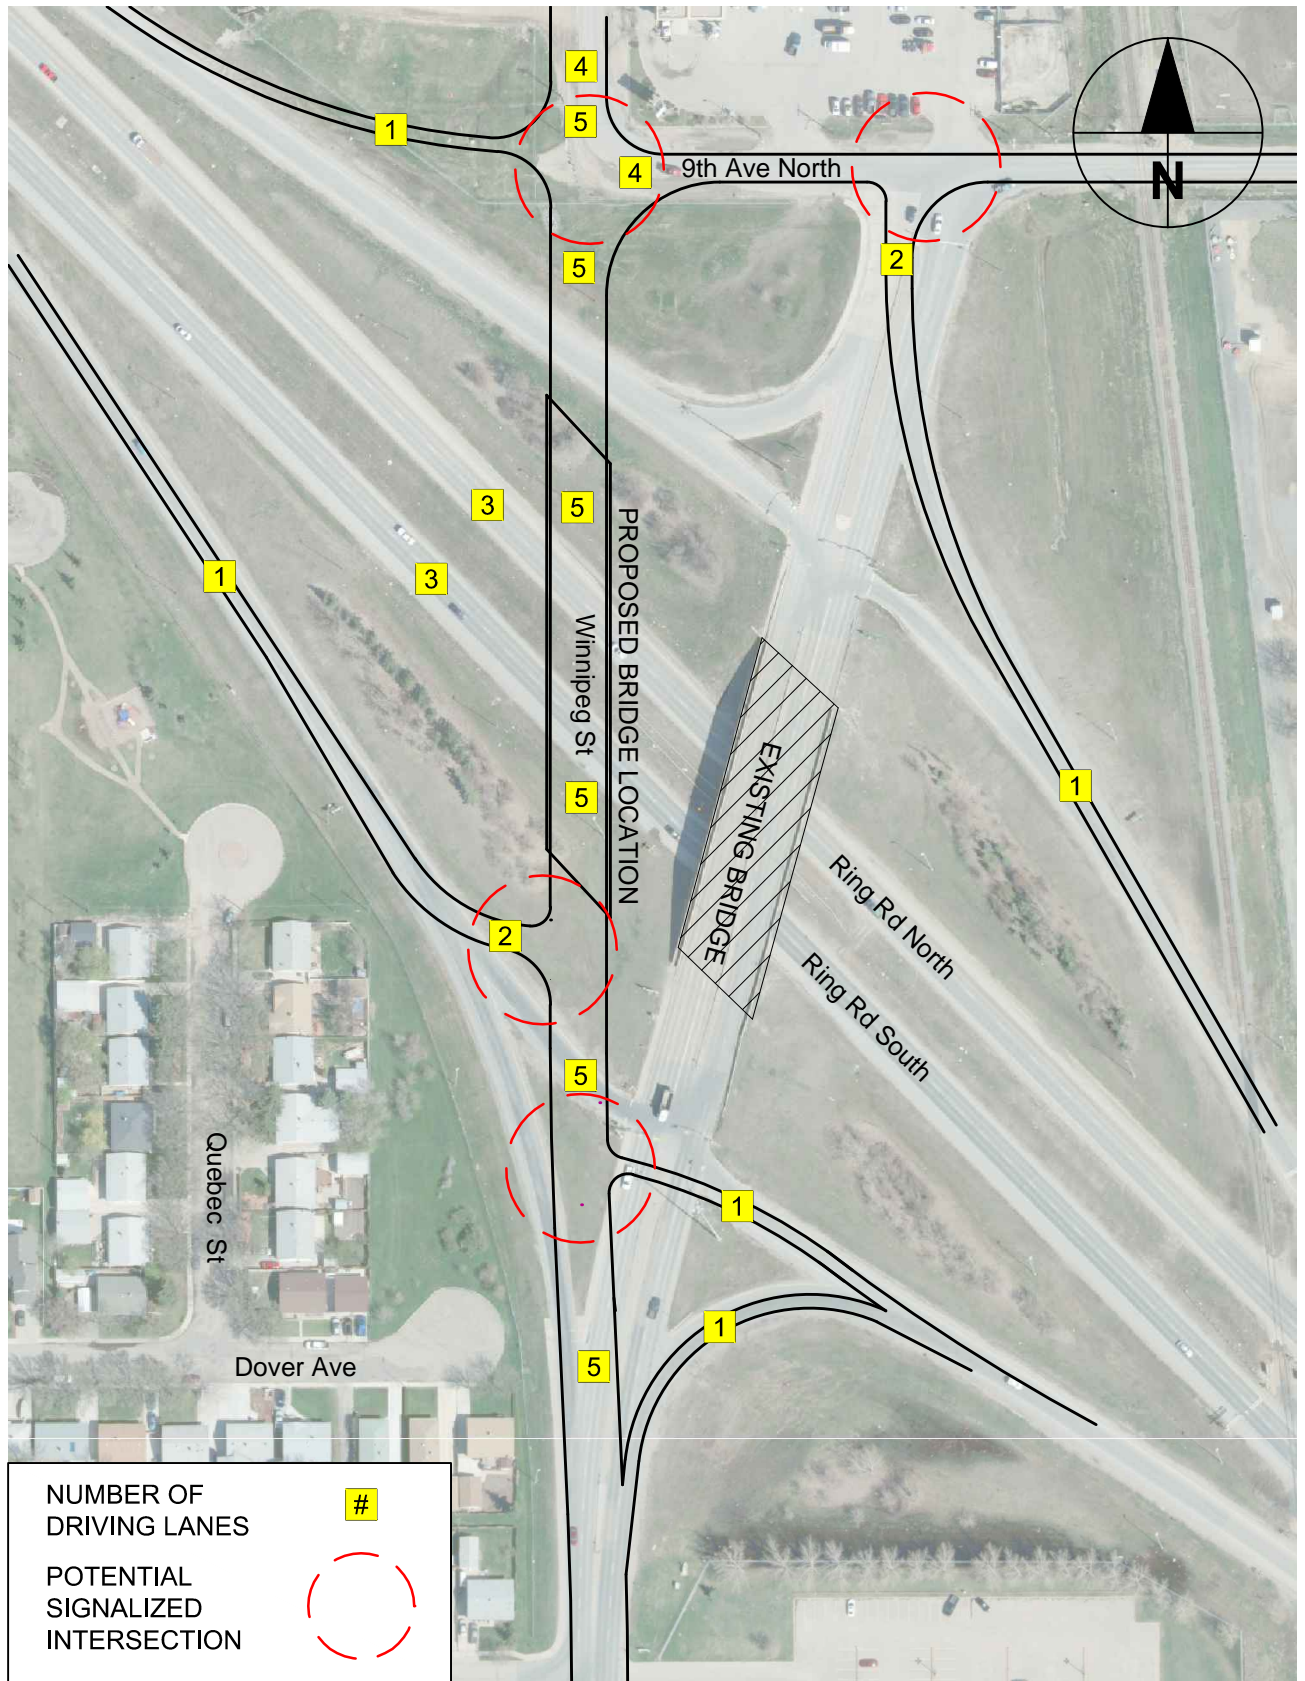 4
5
1
4
9th Ave North
N
5
2
3
5
3
1
PROPOSED BRIDGE LOCATION
Winnipeg St
5
EXISTING BRIDGE
1
Ring Rd North
Ring Rd South
2
5
Quebec St
1
1
5
Dover Ave
NUMBER OF
DRIVING LANES
#
POTENTIAL
SIGNALIZED
INTERSECTION